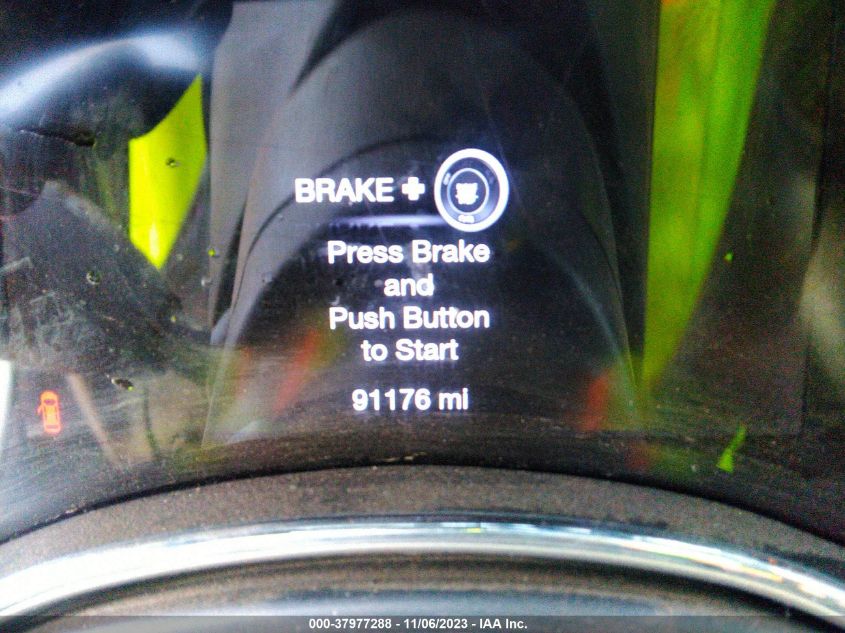 BRAKE +
Press Brake
and
Push Button
to Start
91176 mi
000-37977288 - 11/06/2023 - IAA Inc.